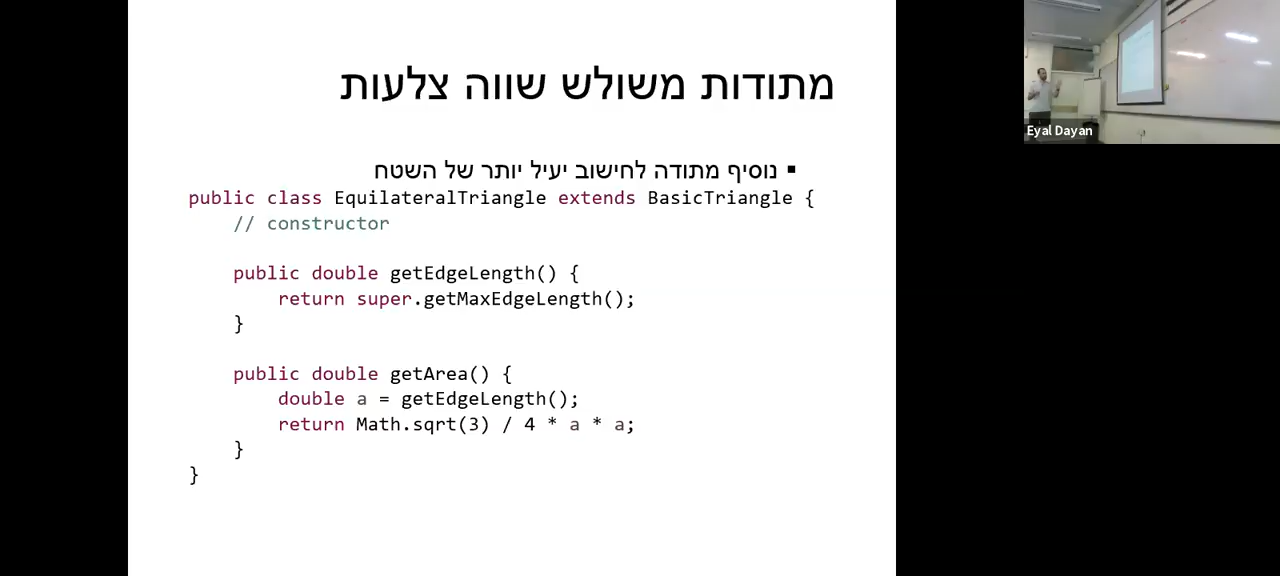 מתודות משולש שווה צלעות
▪ נוסיף מתודה לחישוב יעיל יותר של השטח
public class EquilateralTriangle extends BasicTriangle {
// constructor
public double getEdgeLength() {
return super.getMaxEdgeLength();
}
public double getArea() {
double a = getEdgeLength();
return Math.sqrt(3) / 4 * a * a;
}
}
Eyal Dayan